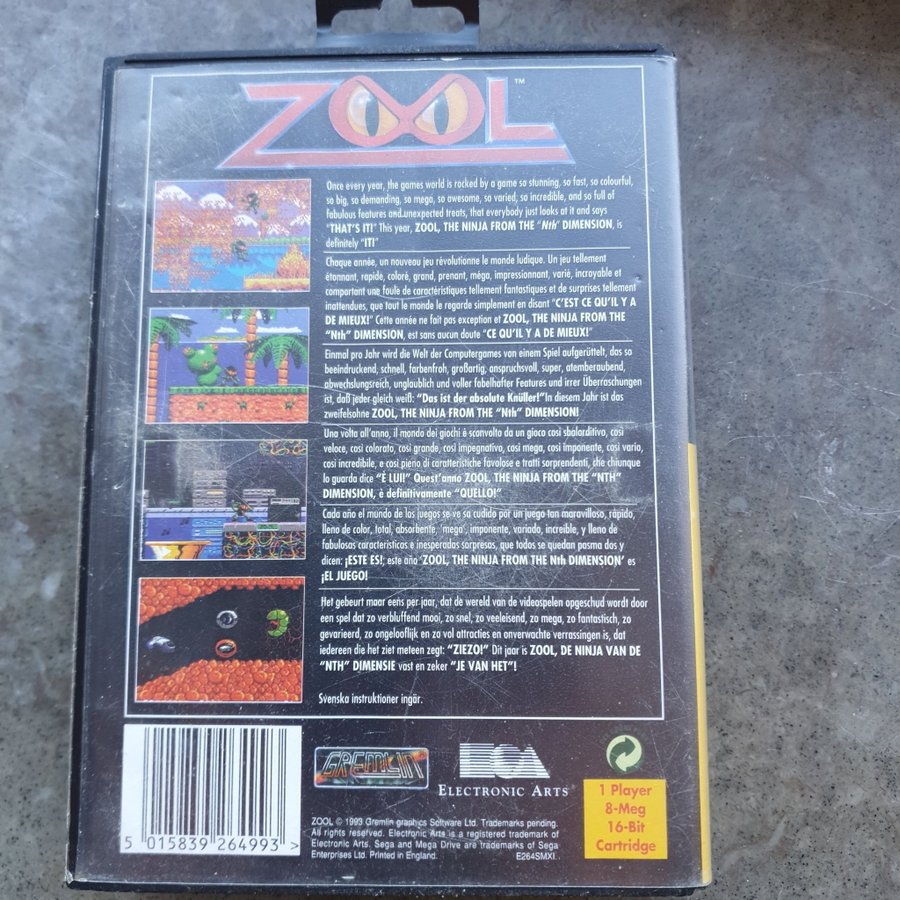 ZOOL™
Once every year, the games world is rocked by a game so stunning, so fast, so colourful,
so big, so demanding, so mega, so awesome, so varied, so incredible, and so full of
fabulous features and unexpected treats, that everybody just looks at it and says
"THAT'S IT!" This year, ZOOL, THE NINJA FROM THE "Nth" DIMENSION, is
definitely "IT!"
Chaque année, un nouveau jeu révolutionne le monde ludique. Un jeu tellement
étonnant, rapide, coloré, grand, prenant, méga, impressionnant, varié, incroyable et
comportant une foule de caractéristiques tellement fantastiques et de surprises tellement
inattendues, que tout le monde le regarde simplement en disant "C'EST CE QU'IL Y A
DE MIEUX!" Cette année ne fait pas exception et ZOOL, THE NINJA FROM THE
"Nth" DIMENSION, est sans aucun doute "CE QU'IL Y A DE MIEUX!"
Einmal pro Jahr wird die Welt der Computergames von einem Spiel aufgerüttelt, das so
beeindruckend, schnell, farbenfroh, großartig, anspruchsvoll, super, atemberaubend,
abwechslungsreich, unglaublich und voller fabelhafter Features und irrer Überraschungen
ist, daß jeder gleich weiß: "Das ist der absolute Knüller!" In diesem Jahr ist das
zweifelsohne ZOOL, THE NINJA FROM THE "Nth" DIMENSION!
Una volta all'anno, il mondo dei giochi è sconvolto da un gioco così sbalorditivo, così
veloce, così colorato, così grande, così impegnativo, così mega, così imponente, così vario,
così incredibile, e così pieno di caratteristiche favolose e tratti sorprendenti, che chiunque
lo guarda dice "È LUI!" Quest'anno ZOOL, THE NINJA FROM THE "NTH"
DIMENSION, è definitivamente "QUELLO!"
Cada año el mundo de los juegos se ve sa cudido por un juego tan maravilloso, rápido,
lleno de color, total, absorbente, 'mega', imponente, variado, increíble, y lleno de
fabulosas características e inesperadas sorpresas, que todos se quedan pasma dos y
dicen: ¡ESTE ES!; este año 'ZOOL, THE NINJA FROM THE Nth DIMENSION' es
¡EL JUEGO!
Het gebeurt maar eens per jaar, dat de wereld van de videospelen opgeschud wordt door
een spel dat zo verbluffend mooi, zo snel, zo veeleisend, zo mega, zo fantastisch, zo
gevarieerd, zo ongelooflijk en zo vol attracties en onverwachte verrassingen is, dat
iedereen die het ziet meteen zegt: "ZIEZO!" Dit jaar is ZOOL, DE NINJA VAN DE
"NTH" DIMENSIE vast en zeker "JE VAN HET"!
Svenska instruktioner ingår.
5 015839 264993 >
GREMLIN
EA
ELECTRONIC ARTS®
ZOOL © 1993 Gremlin graphics Software Ltd. Trademarks pending.
All rights reserved. Electronic Arts is a registered trademark of
Electronic Arts. Sega and Mega Drive are trademarks of Sega
Enterprises Ltd. Printed in England.
E264SMXI
1 Player
8-Meg
16-Bit
Cartridge